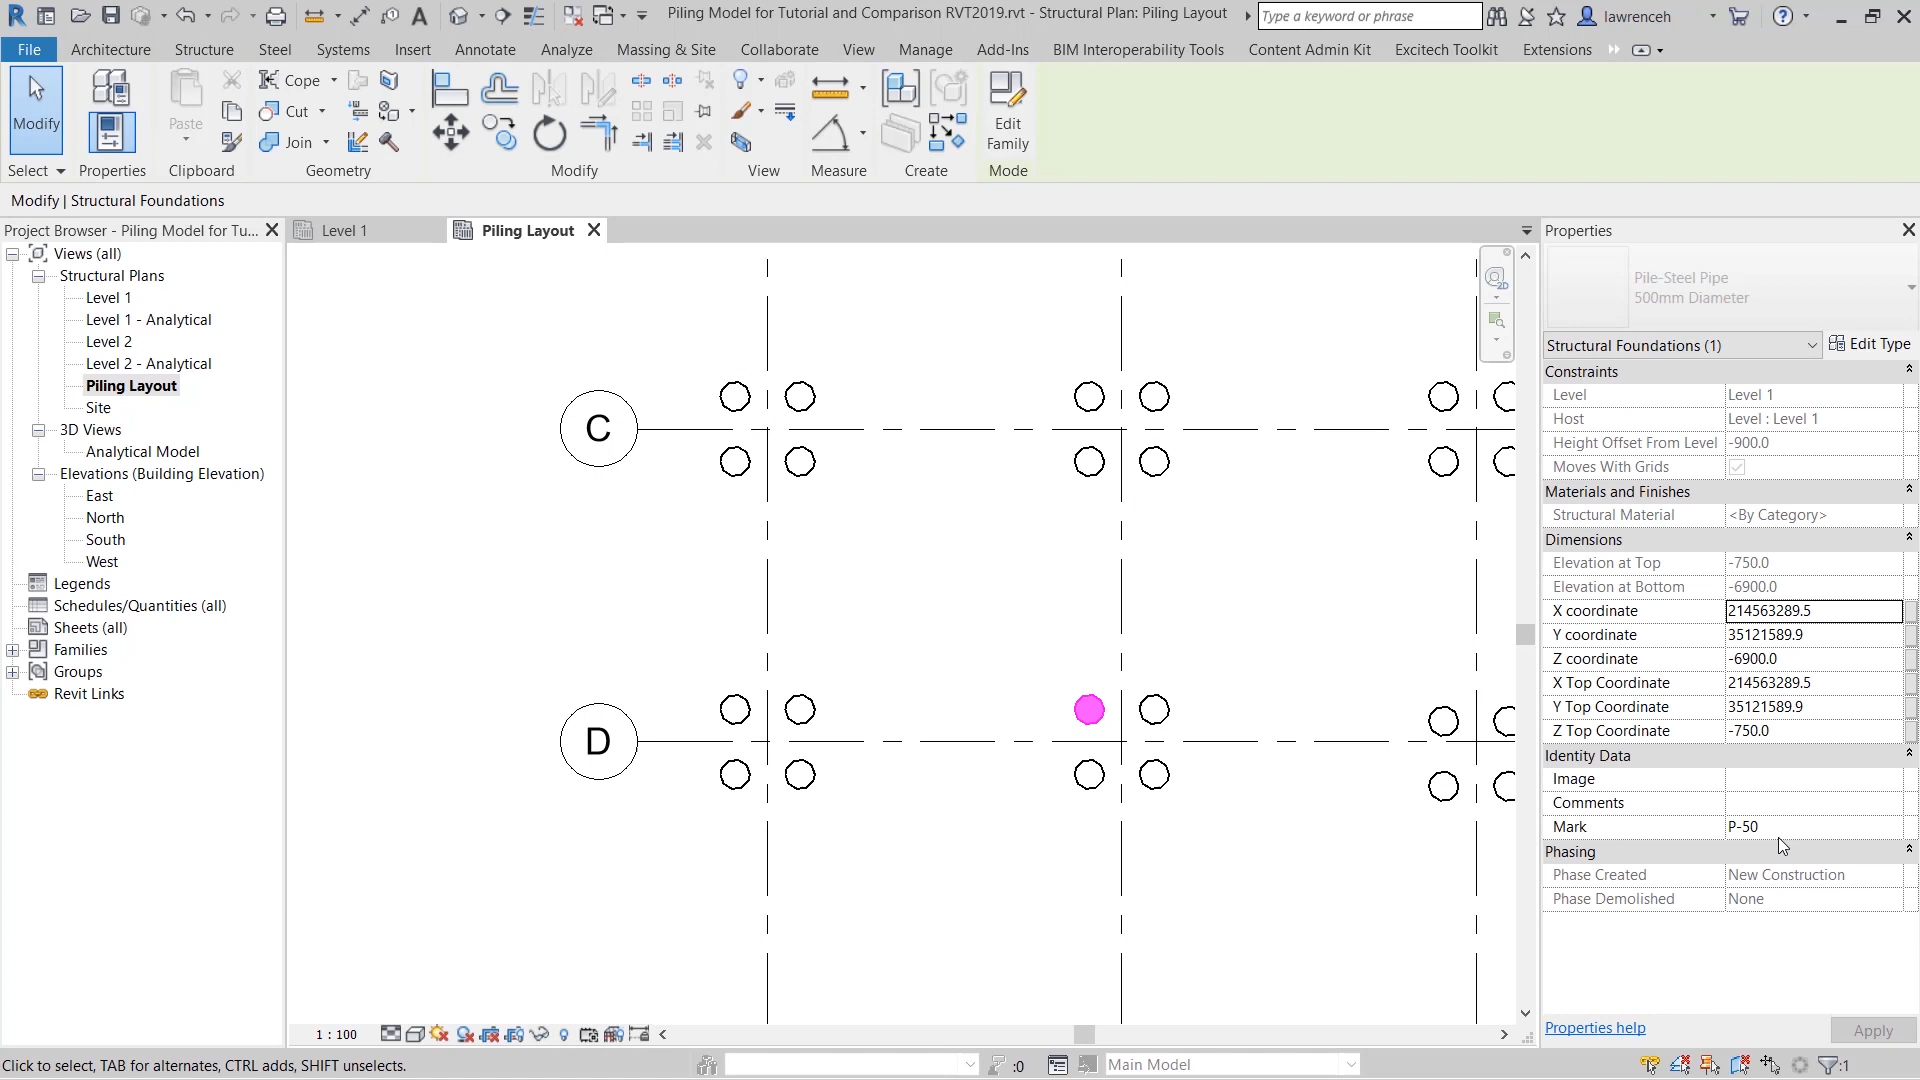 Piling Model for Tutorial and Comparison RVT2019.rvt - Structural Plan: Piling Layout
Type a keyword or phrase
lawrenceh
File Architecture Structure Steel Systems Insert Annotate Analyze Massing & Site Collaborate View Manage Add-Ins BIM Interoperability Tools Content Admin Kit Excitech Toolkit Extensions
Modify
Paste
Cope
Cut
Join
Edit
Family
Select Properties Clipboard Geometry Modify View Measure Create Mode
Modify | Structural Foundations
Project Browser - Piling Model for Tu...
Views (all)
Structural Plans
Level 1
Level 1 - Analytical
Level 2
Level 2 - Analytical
Piling Layout
Site
3D Views
Analytical Model
Elevations (Building Elevation)
East
North
South
West
Legends
Schedules/Quantities (all)
Sheets (all)
Families
Groups
Revit Links
Level 1
Piling Layout
2D
C
D
Properties
Pile-Steel Pipe
500mm Diameter
Structural Foundations (1)
Edit Type
Constraints
Level Level 1
Host Level : Level 1
Height Offset From Level -900.0
Moves With Grids
Materials and Finishes
Structural Material <By Category>
Dimensions
Elevation at Top -750.0
Elevation at Bottom -6900.0
X coordinate 214563289.5
Y coordinate 35121589.9
Z coordinate -6900.0
X Top Coordinate 214563289.5
Y Top Coordinate 35121589.9
Z Top Coordinate -750.0
Identity Data
Image
Comments
Mark P-50
Phasing
Phase Created New Construction
Phase Demolished None
Properties help
Apply
1 : 100
Click to select, TAB for alternates, CTRL adds, SHIFT unselects.
:0
Main Model
:1